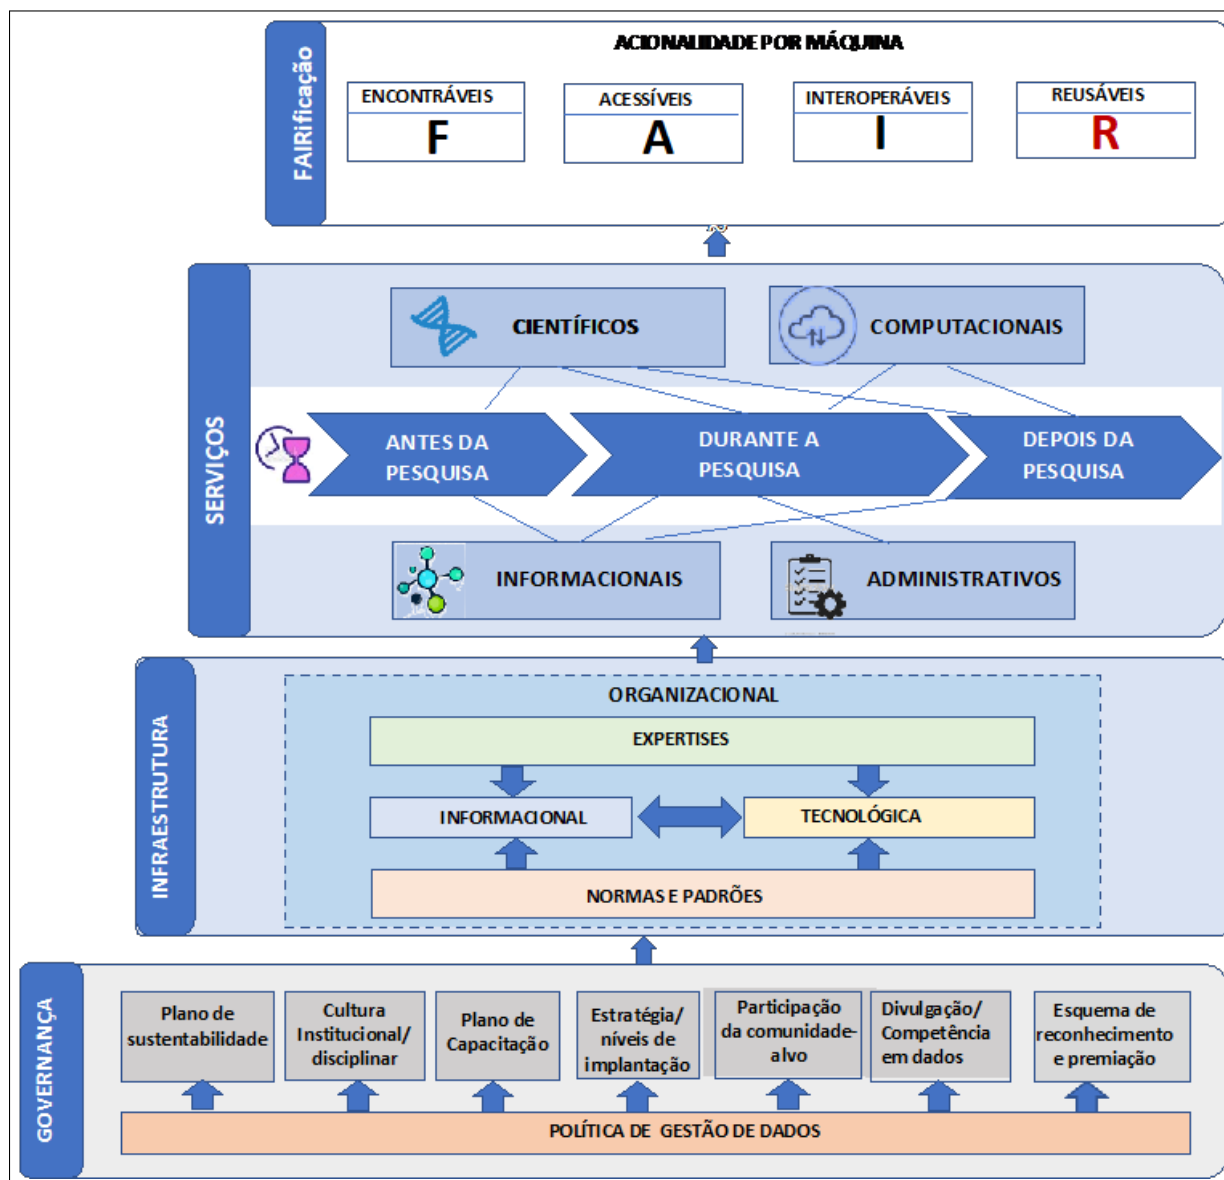 FAIRificação
ACIONALIDADE POR MÁQUINA
ENCONTRÁVEIS
F
ACESSÍVEIS
A
INTEROPERÁVEIS
I
REUSÁVEIS
R
SERVIÇOS
CIENTÍFICOS
COMPUTACIONAIS
ANTES DA
PESQUISA
DURANTE A
PESQUISA
DEPOIS DA
PESQUISA
INFORMACIONAIS
ADMINISTRATIVOS
INFRAESTRUTURA
ORGANIZACIONAL
EXPERTISES
INFORMACIONAL
TECNOLÓGICA
NORMAS E PADRÕES
GOVERNANÇA
Plano de
sustentabilidade
Cultura
Institucional/
disciplinar
Plano de
Capacitação
Estratégia/
níveis de
implantação
Participação
da comunidade-
alvo
Divulgação/
Competência
em dados
Esquema de
reconhecimento
e premiação
POLÍTICA DE GESTÃO DE DADOS